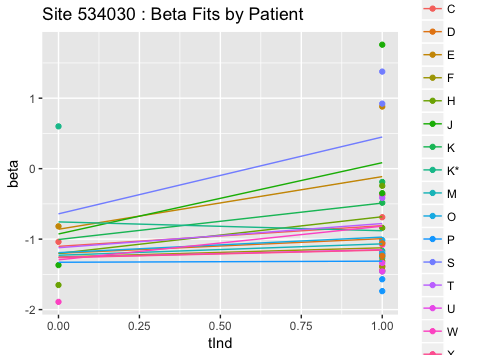 Site 534030 : Beta Fits by Patient
beta
1
0
-1
-2
0.00 0.25 0.50 0.75 1.00
tInd
C
D
E
F
H
J
K
K*
M
O
P
S
T
U
W
Y